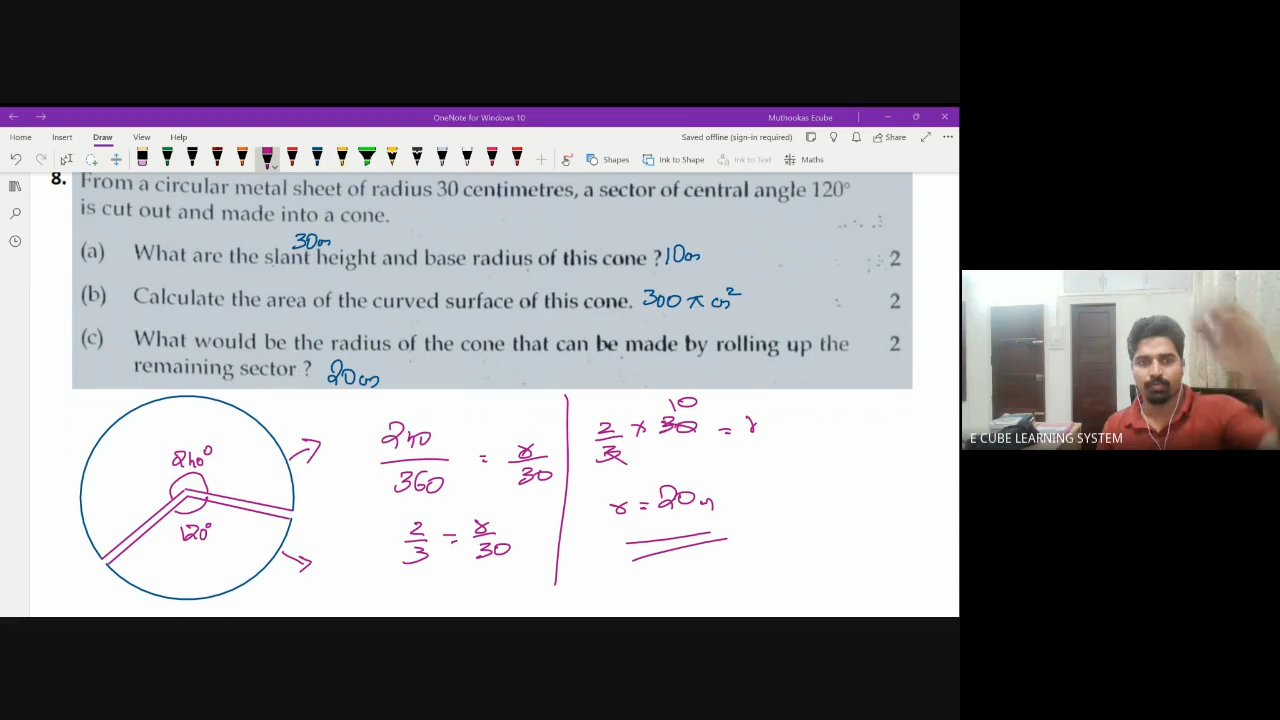 OneNote for Windows 10
Muthookas Ecube
Home Insert Draw View Help
Saved offline (sign-in required) Share
Shapes Ink to Shape Ink to Text Maths
8. From a circular metal sheet of radius 30 centimetres, a sector of central angle 120°
is cut out and made into a cone.
30cm
(a) What are the slant height and base radius of this cone ? 10cm 2
(b) Calculate the area of the curved surface of this cone. 300 π cm² 2
(c) What would be the radius of the cone that can be made by rolling up the 2
remaining sector ? 20cm
240°
120°
240/360 = r/30
2/3 = r/30
10
2/3 × 30 = r
r = 20cm
E CUBE LEARNING SYSTEM